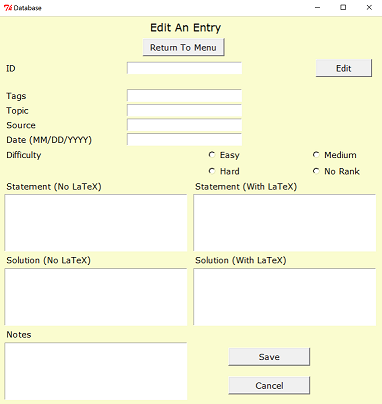 Database
Edit An Entry
Return To Menu
ID
Edit
Tags
Topic
Source
Date (MM/DD/YYYY)
Difficulty
Easy
Medium
Hard
No Rank
Statement (No LaTeX)
Statement (With LaTeX)
Solution (No LaTeX)
Solution (With LaTeX)
Notes
Save
Cancel